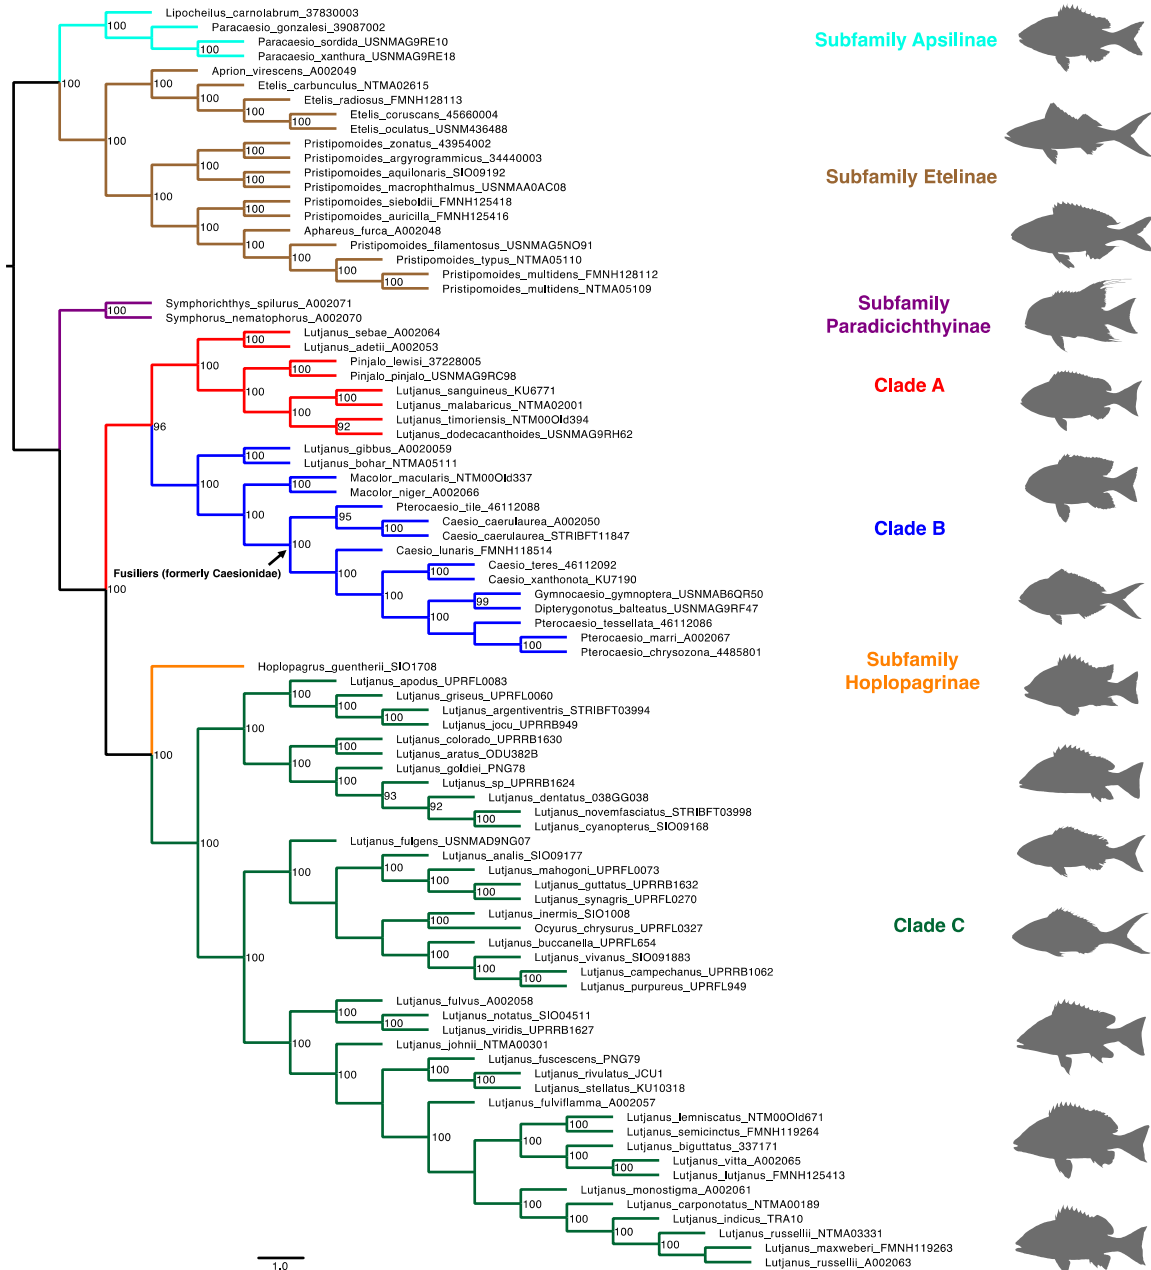 Lipocheilus_carnolabrum_37830003
100
Paracaesio_gonzalesi_39087002
Paracaesio_sordida_USNMAG9RE10
100
Paracaesio_xanthura_USNMAG9RE18
Subfamily Apsilinae
100
Aprion_virescens_A002049
100
Etelis_carbunculus_NTMA02615
100
Etelis_radiosus_FMNH128113
100
Etelis_coruscans_45660004
100
Etelis_oculatus_USNM436488
100
Pristipomoides_zonatus_43954002
100
Pristipomoides_argyrogrammicus_34440003
100
Pristipomoides_aquilonaris_SIO09192
100
Pristipomoides_macrophthalmus_USNMAA0AC08
100
Pristipomoides_sieboldii_FMNH125418
100
Pristipomoides_auricilla_FMNH125416
100
Aphareus_furca_A002048
100
Pristipomoides_filamentosus_USNMAG5NO91
100
Pristipomoides_typus_NTMA05110
100
Pristipomoides_multidens_FMNH128112
100
Pristipomoides_multidens_NTMA05109
Subfamily Etelinae
Symphorichthys_spilurus_A002071
100
Symphorus_nematophorus_A002070
Subfamily
Paradicichthyinae
Lutjanus_sebae_A002064
100
Lutjanus_adetii_A002053
100
Pinjalo_lewisi_37228005
100
Pinjalo_pinjalo_USNMAG9RC98
100
Lutjanus_sanguineus_KU6771
100
Lutjanus_malabaricus_NTMA02001
100
Lutjanus_timoriensis_NTM00Old394
92
Lutjanus_dodecacanthoides_USNMAG9RH62
Clade A
96
Lutjanus_gibbus_A0020059
100
Lutjanus_bohar_NTMA05111
100
Macolor_macularis_NTM00Old337
100
Macolor_niger_A002066
100
Pterocaesio_tile_46112088
95
Caesio_caerulaurea_A002050
100
Caesio_caerulaurea_STRIBFT11847
100
Caesio_lunaris_FMNH118514
Fusiliers (formerly Caesionidae)
100
Caesio_teres_46112092
100
Caesio_xanthonota_KU7190
100
Gymnocaesio_gymnoptera_USNMAB6QR50
99
Dipterygonotus_balteatus_USNMAG9RF47
100
Pterocaesio_tessellata_46112086
Pterocaesio_marri_A002067
100
Pterocaesio_chrysozona_4485801
Clade B
100
Hoplopagrus_guentherii_SIO1708
Subfamily
Hoplopagrinae
100
Lutjanus_apodus_UPRFL0083
100
Lutjanus_griseus_UPRFL0060
100
Lutjanus_argentiventris_STRIBFT03994
100
Lutjanus_jocu_UPRRB949
100
Lutjanus_colorado_UPRRB1630
100
Lutjanus_aratus_ODU382B
100
Lutjanus_goldiei_PNG78
100
Lutjanus_sp_UPRRB1624
93
Lutjanus_dentatus_038GG038
92
Lutjanus_novemfasciatus_STRIBFT03998
100
Lutjanus_cyanopterus_SIO09168
100
Lutjanus_fulgens_USNMAD9NG07
100
Lutjanus_analis_SIO09177
100
Lutjanus_mahogoni_UPRFL0073
100
Lutjanus_guttatus_UPRRB1632
100
Lutjanus_synagris_UPRFL0270
Lutjanus_inermis_SIO1008
100
Ocyurus_chrysurus_UPRFL0327
100
Lutjanus_buccanella_UPRFL654
100
Lutjanus_vivanus_SIO091883
100
Lutjanus_campechanus_UPRRB1062
100
Lutjanus_purpureus_UPRFL949
Clade C
100
Lutjanus_fulvus_A002058
100
Lutjanus_notatus_SIO04511
100
Lutjanus_viridis_UPRRB1627
100
Lutjanus_johnii_NTMA00301
100
Lutjanus_fuscescens_PNG79
100
Lutjanus_rivulatus_JCU1
100
Lutjanus_stellatus_KU10318
Lutjanus_fulviflamma_A002057
100
Lutjanus_lemniscatus_NTM00Old671
100
Lutjanus_semicinctus_FMNH119264
100
Lutjanus_biguttatus_337171
100
Lutjanus_vitta_A002065
100
Lutjanus_lutjanus_FMNH125413
Lutjanus_monostigma_A002061
100
Lutjanus_carponotatus_NTMA00189
100
Lutjanus_indicus_TRA10
100
Lutjanus_russellii_NTMA03331
100
Lutjanus_maxweberi_FMNH119263
Lutjanus_russellii_A002063
1.0